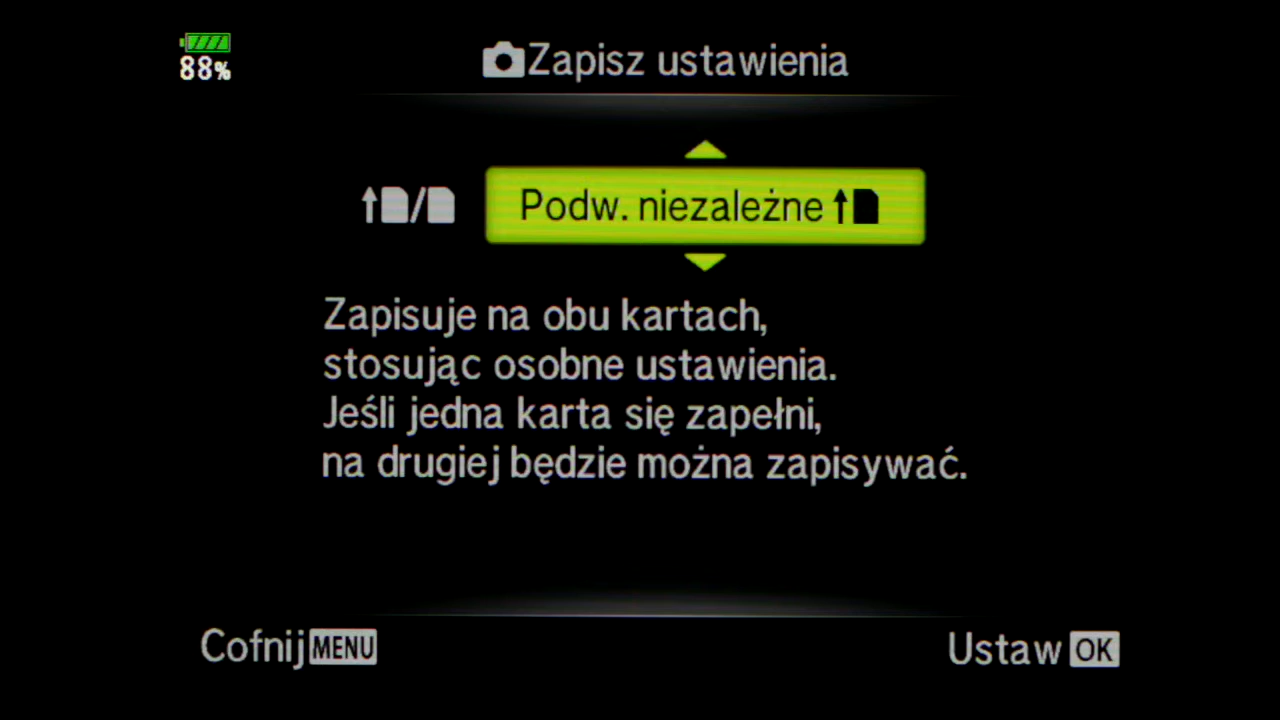 88%
Zapisz ustawienia
Podw. niezależne
Zapisuje na obu kartach,
stosując osobne ustawienia.
Jeśli jedna karta się zapełni,
na drugiej będzie można zapisywać.
Cofnij MENU
Ustaw OK